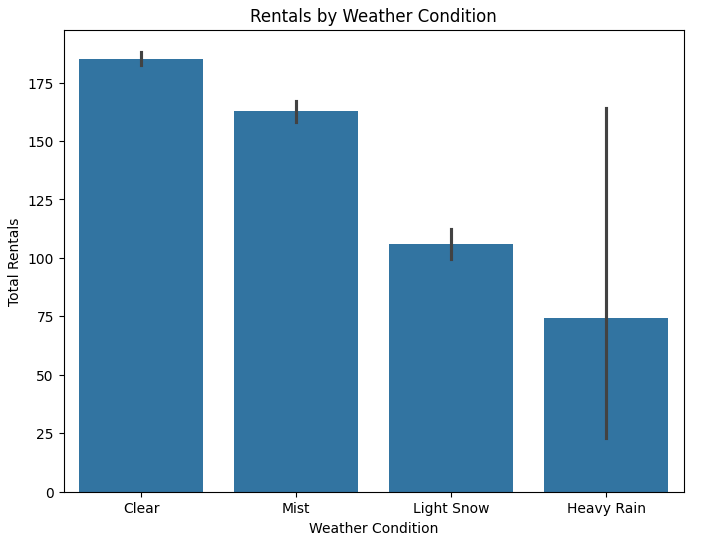 Rentals by Weather Condition
Total Rentals
175
150
125
100
75
50
25
0
Clear
Mist
Light Snow
Heavy Rain
Weather Condition